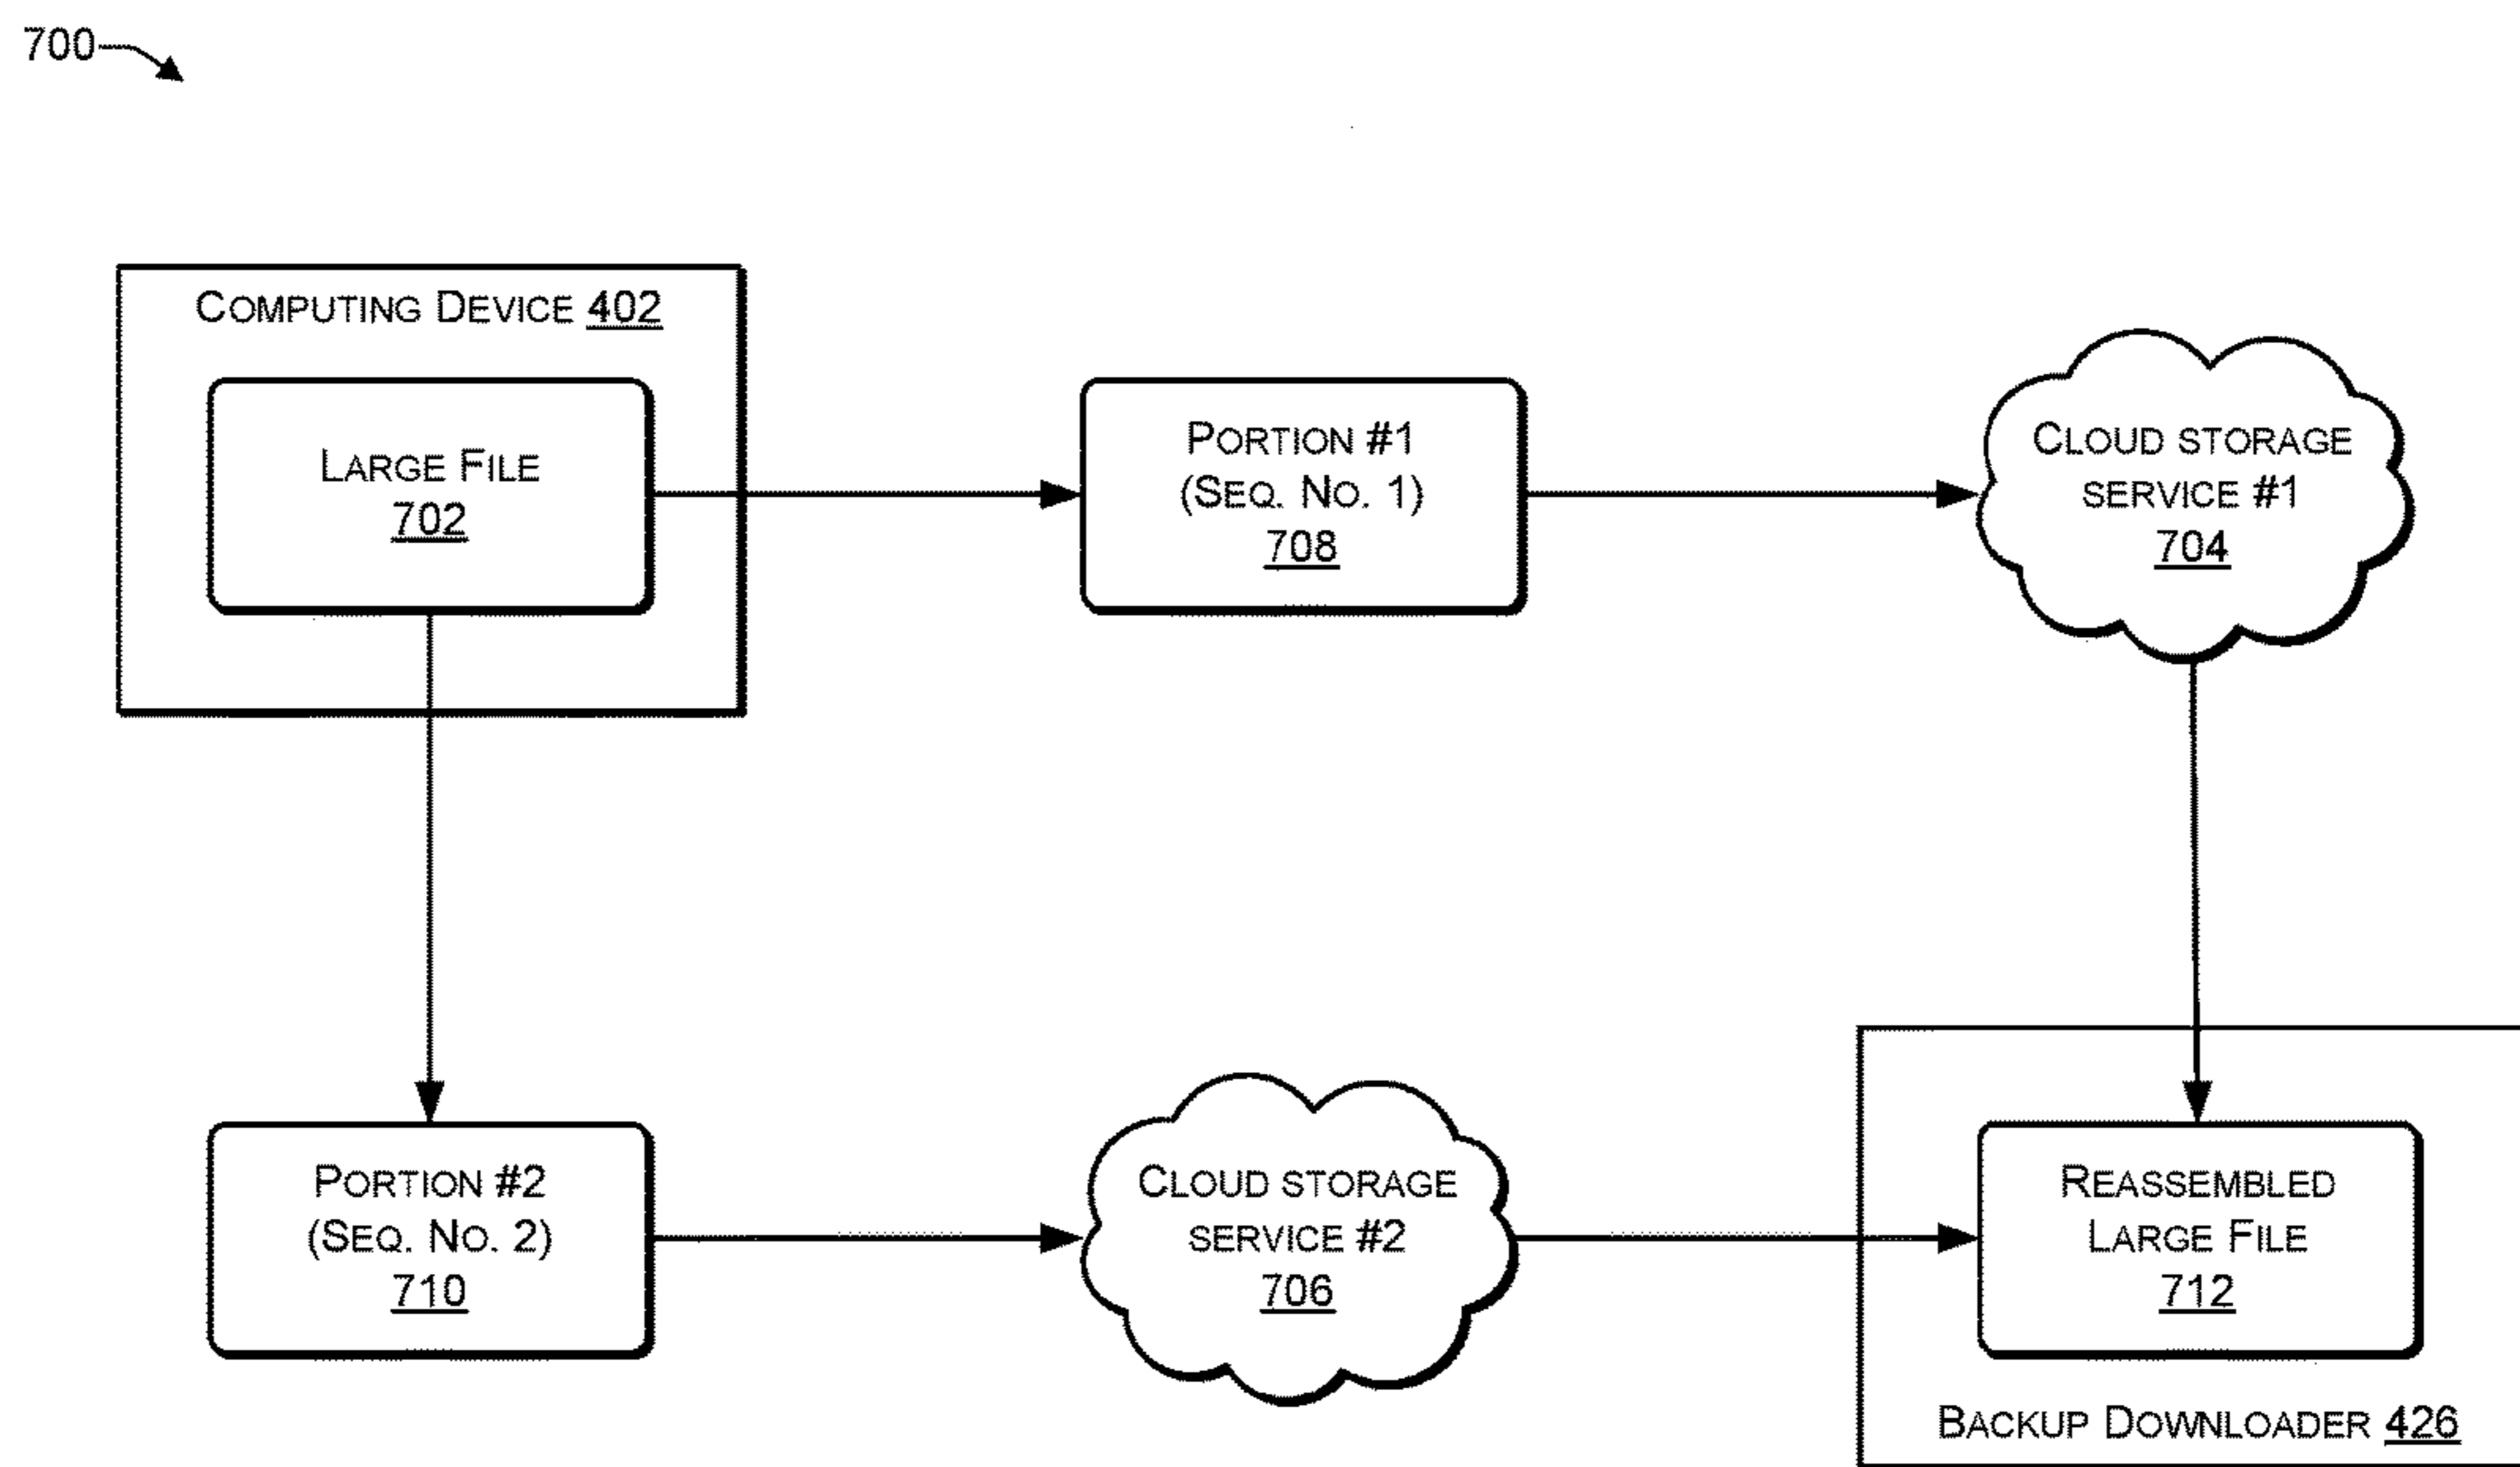 700
COMPUTING DEVICE 402
LARGE FILE
702
PORTION #1
(SEQ. NO. 1)
708
CLOUD STORAGE
SERVICE #1
704
PORTION #2
(SEQ. NO. 2)
710
CLOUD STORAGE
SERVICE #2
706
REASSEMBLED
LARGE FILE
712
BACKUP DOWNLOADER 426